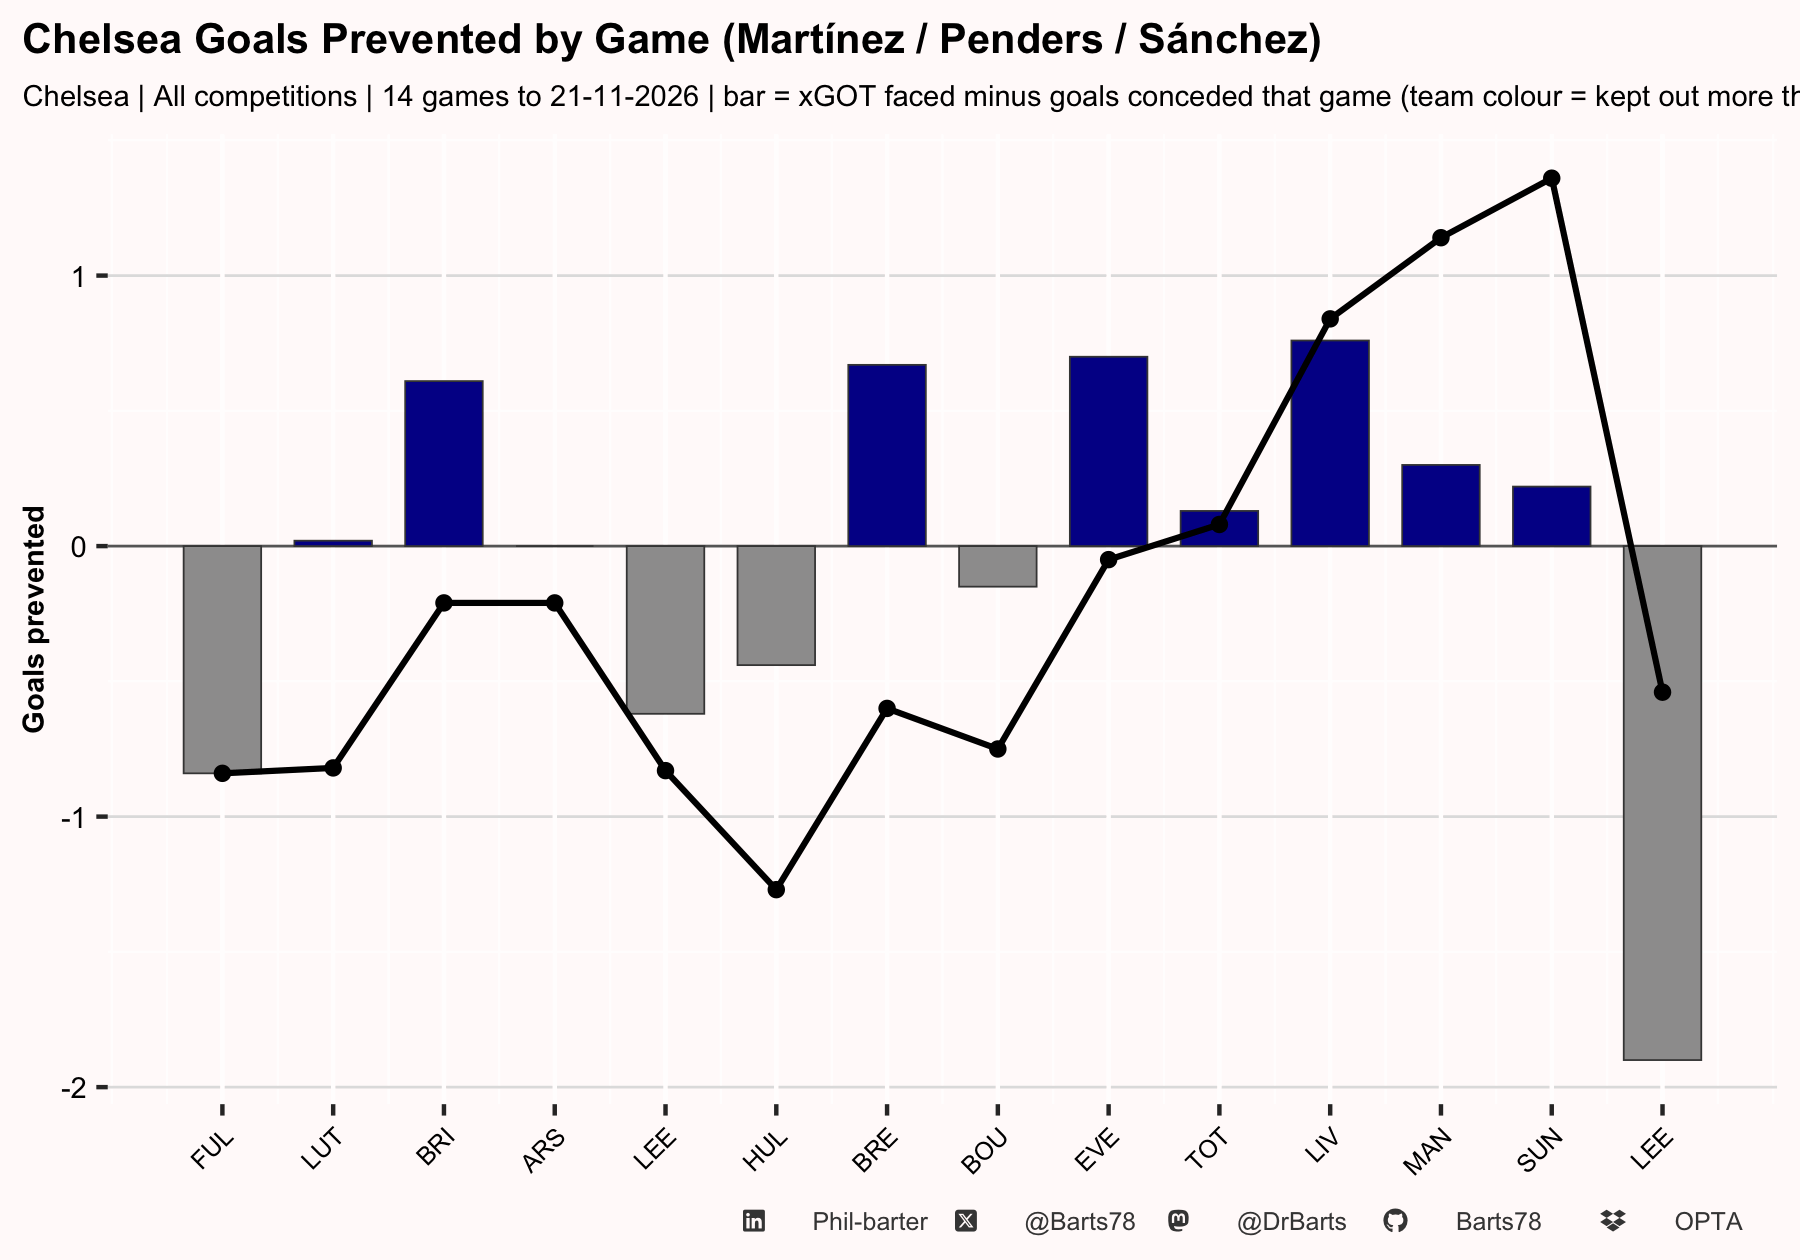 Chelsea Goals Prevented by Game (Martínez / Penders / Sánchez)
Chelsea | All competitions | 14 games to 21-11-2026 | bar = xGOT faced minus goals conceded that game (team colour = kept out more th
Goals prevented
1
0
-1
-2
FUL LUT BRI ARS LEE HUL BRE BOU EVE TOT LIV MAN SUN LEE
Phil-barter @Barts78 @DrBarts Barts78 OPTA